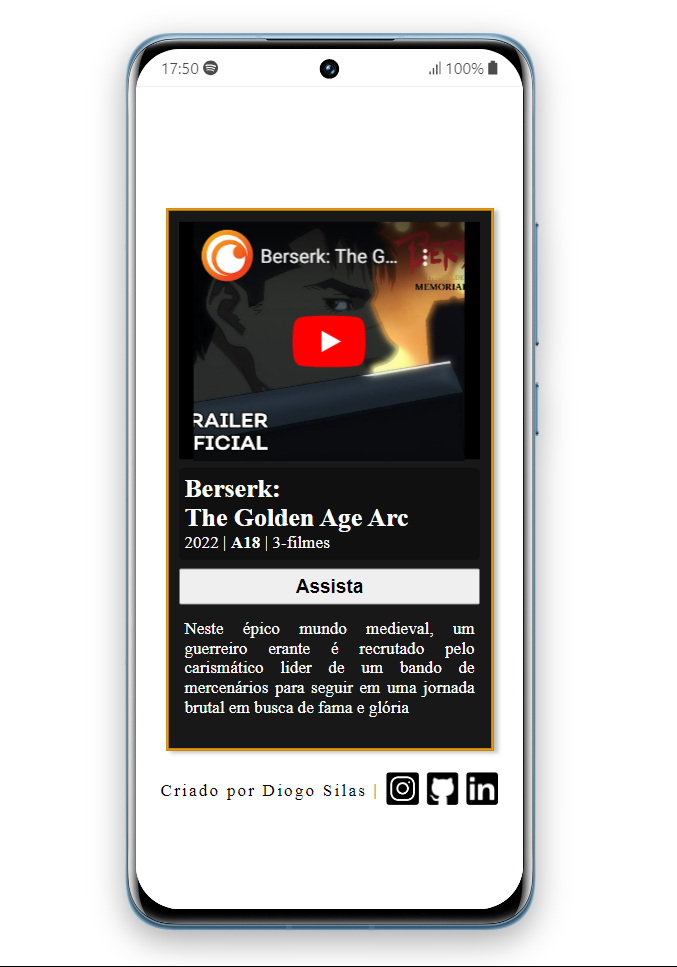 17:50 100%
Berserk: The G...
MEMORIAL
RAILER
FICIAL
Berserk:
The Golden Age Arc
2022 | A18 | 3-filmes
Assista
Neste épico mundo medieval, um
guerreiro erante é recrutado pelo
carismático lider de um bando de
mercenários para seguir em uma jornada
brutal em busca de fama e glória
Criado por Diogo Silas | in